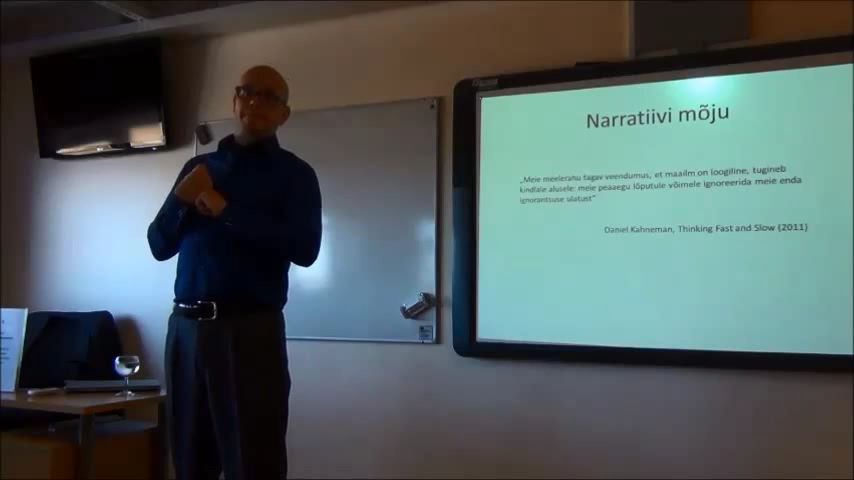 Narratiivi mõju
„Meie meelerahu tagav veendumus, et maailm on loogiline, tugineb
kindlale alusele: meie peaaegu lõputule võimele ignoreerida meie enda
ignorantsuse ulatust”
Daniel Kahneman, Thinking Fast and Slow (2011)